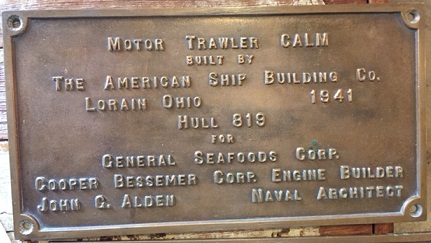 Motor Trawler CALM
BUILT BY
The American Ship Building Co.
Lorain Ohio 1941
Hull 819
FOR
General Seafoods Corp.
Cooper Bessemer Corp. Engine Builder
John G. Alden Naval Architect